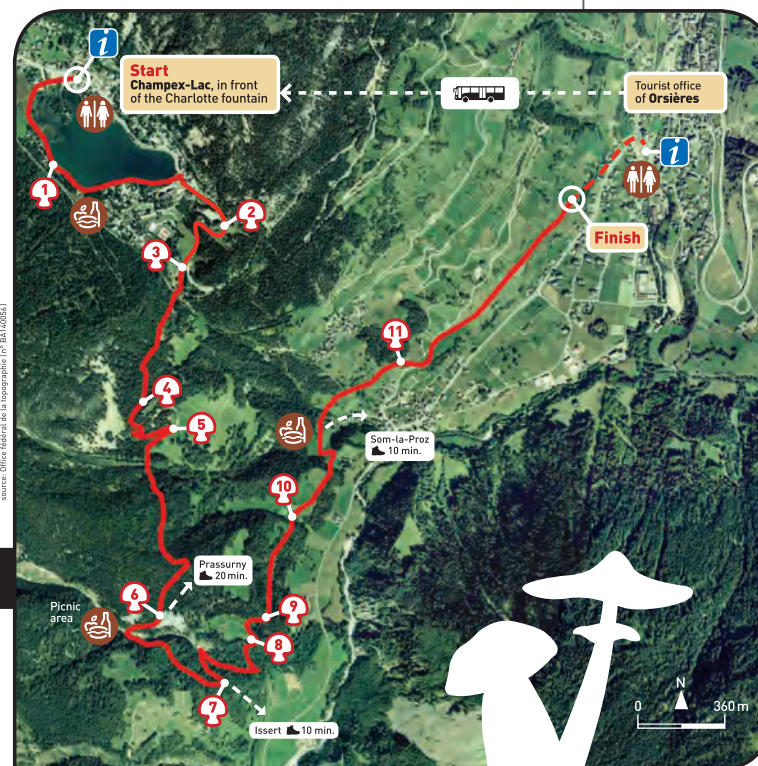 i
Start
Champex-Lac, in front
of the Charlotte fountain
Tourist office
of Orsières
i
Finish
1
2
3
4
5
6
7
8
9
10
11
Som-la-Proz
10 min.
Prassurny
20 min.
Picnic
area
Issert 10 min.
N
0 360 m
source: Office fédéral de la topographie (n° BA140056)